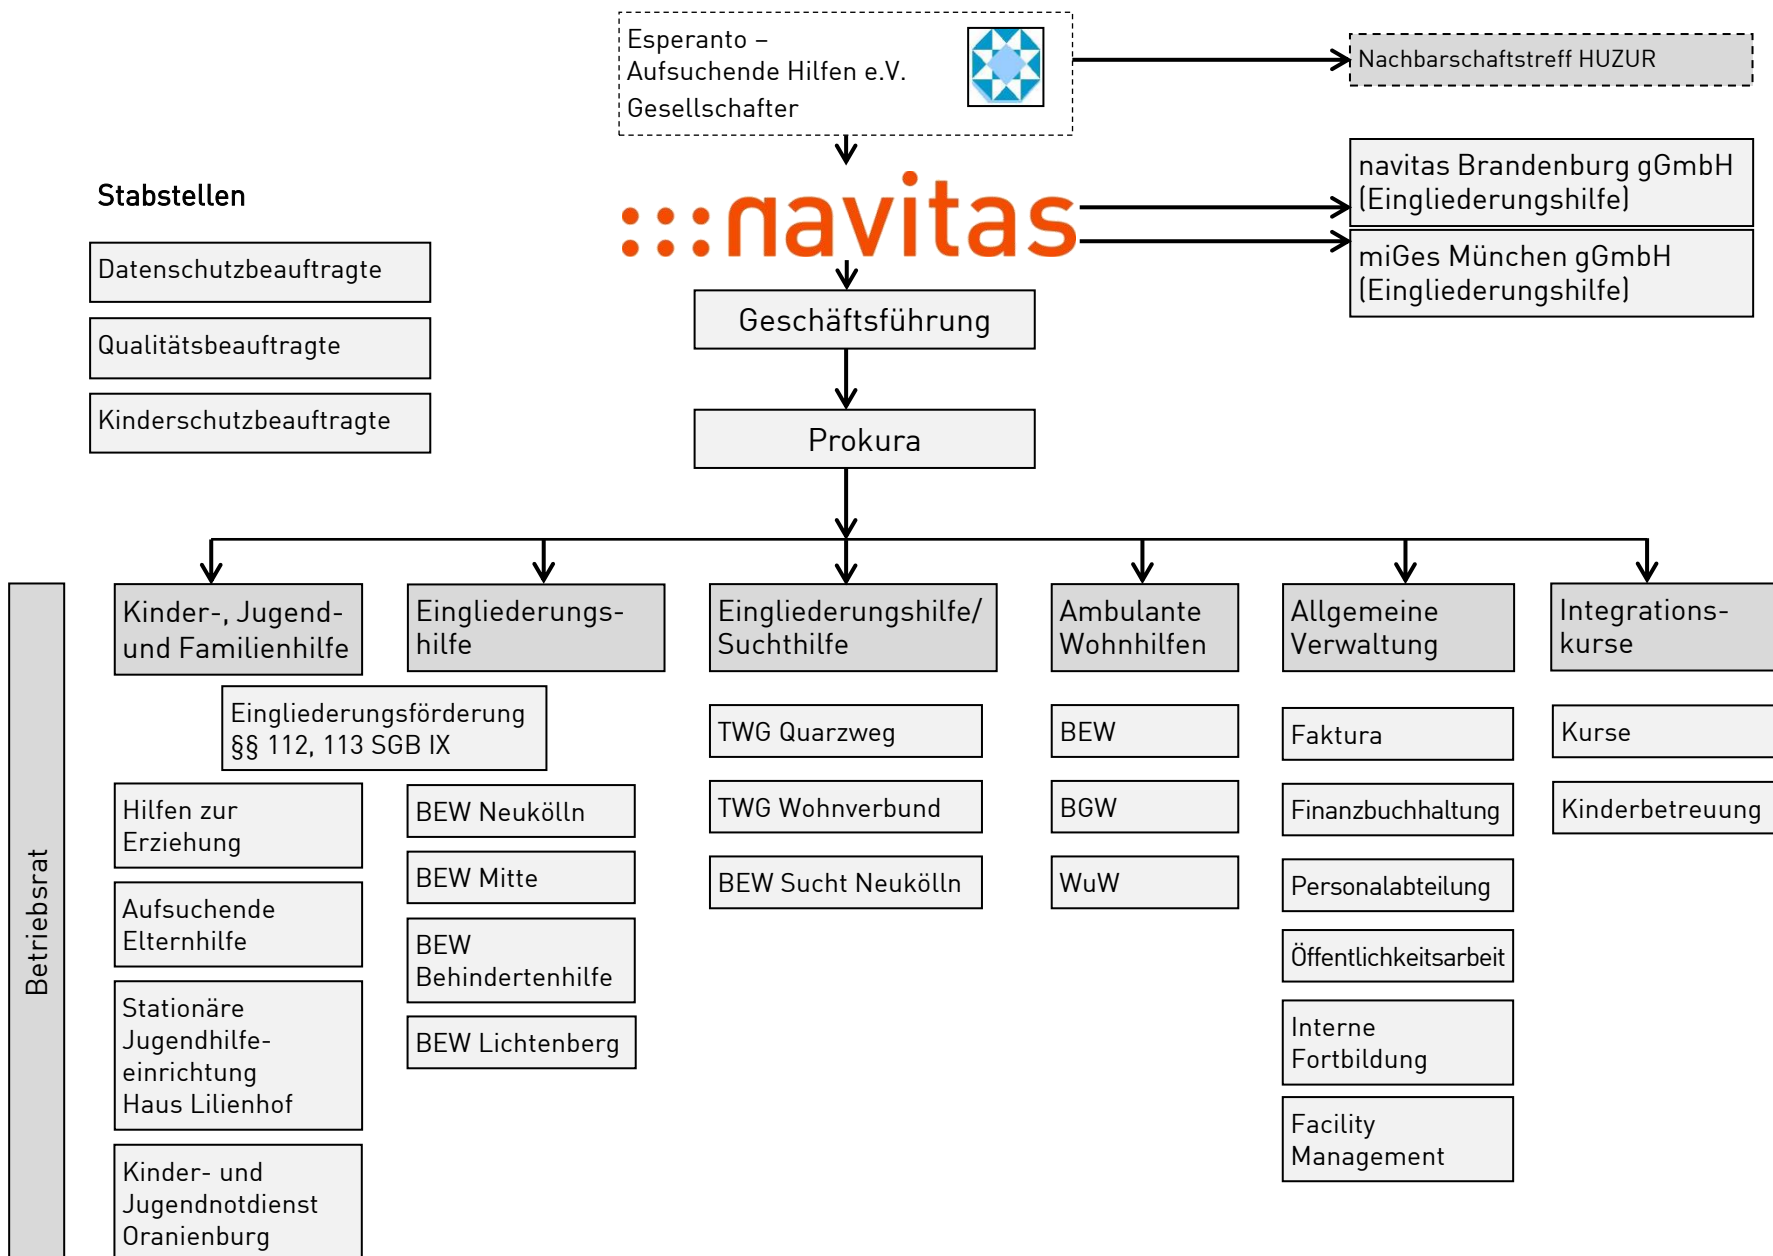 Esperanto –
Aufsuchende Hilfen e.V.
Gesellschafter
Nachbarschaftstreff HUZUR
:::navitas
navitas Brandenburg gGmbH
(Eingliederungshilfe)
miGes München gGmbH
(Eingliederungshilfe)
Stabstellen
Datenschutzbeauftragte
Qualitätsbeauftragte
Kinderschutzbeauftragte
Geschäftsführung
Prokura
Betriebsrat
Kinder-, Jugend-
und Familienhilfe
Eingliederungs-
hilfe
Eingliederungsförderung
§§ 112, 113 SGB IX
Hilfen zur
Erziehung
Aufsuchende
Elternhilfe
Stationäre
Jugendhilfe-
einrichtung
Haus Lilienhof
Kinder- und
Jugendnotdienst
Oranienburg
BEW Neukölln
BEW Mitte
BEW
Behindertenhilfe
BEW Lichtenberg
Eingliederungshilfe/
Suchthilfe
TWG Quarzweg
TWG Wohnverbund
BEW Sucht Neukölln
Ambulante
Wohnhilfen
BEW
BGW
WuW
Allgemeine
Verwaltung
Faktura
Finanzbuchhaltung
Personalabteilung
Öffentlichkeitsarbeit
Interne
Fortbildung
Facility
Management
Integrations-
kurse
Kurse
Kinderbetreuung